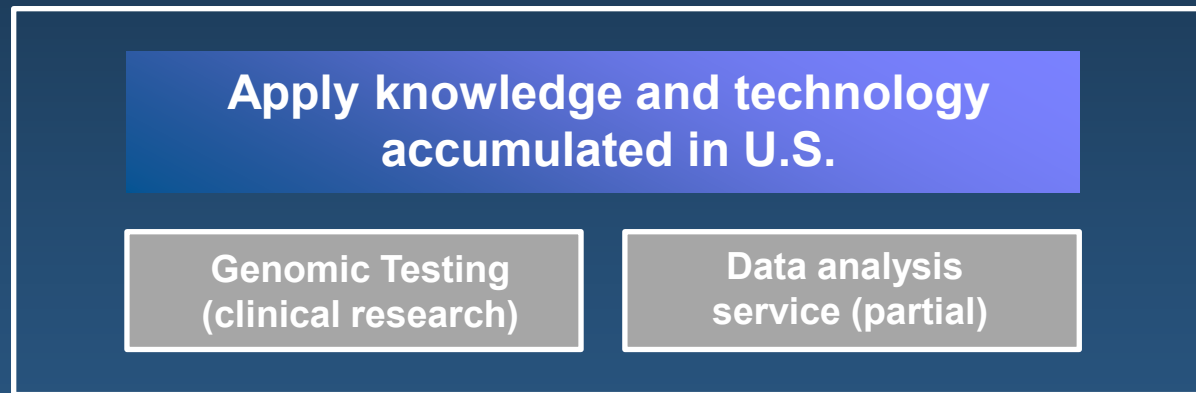 Apply knowledge and technology
accumulated in U.S.
Genomic Testing
(clinical research)
Data analysis
service (partial)